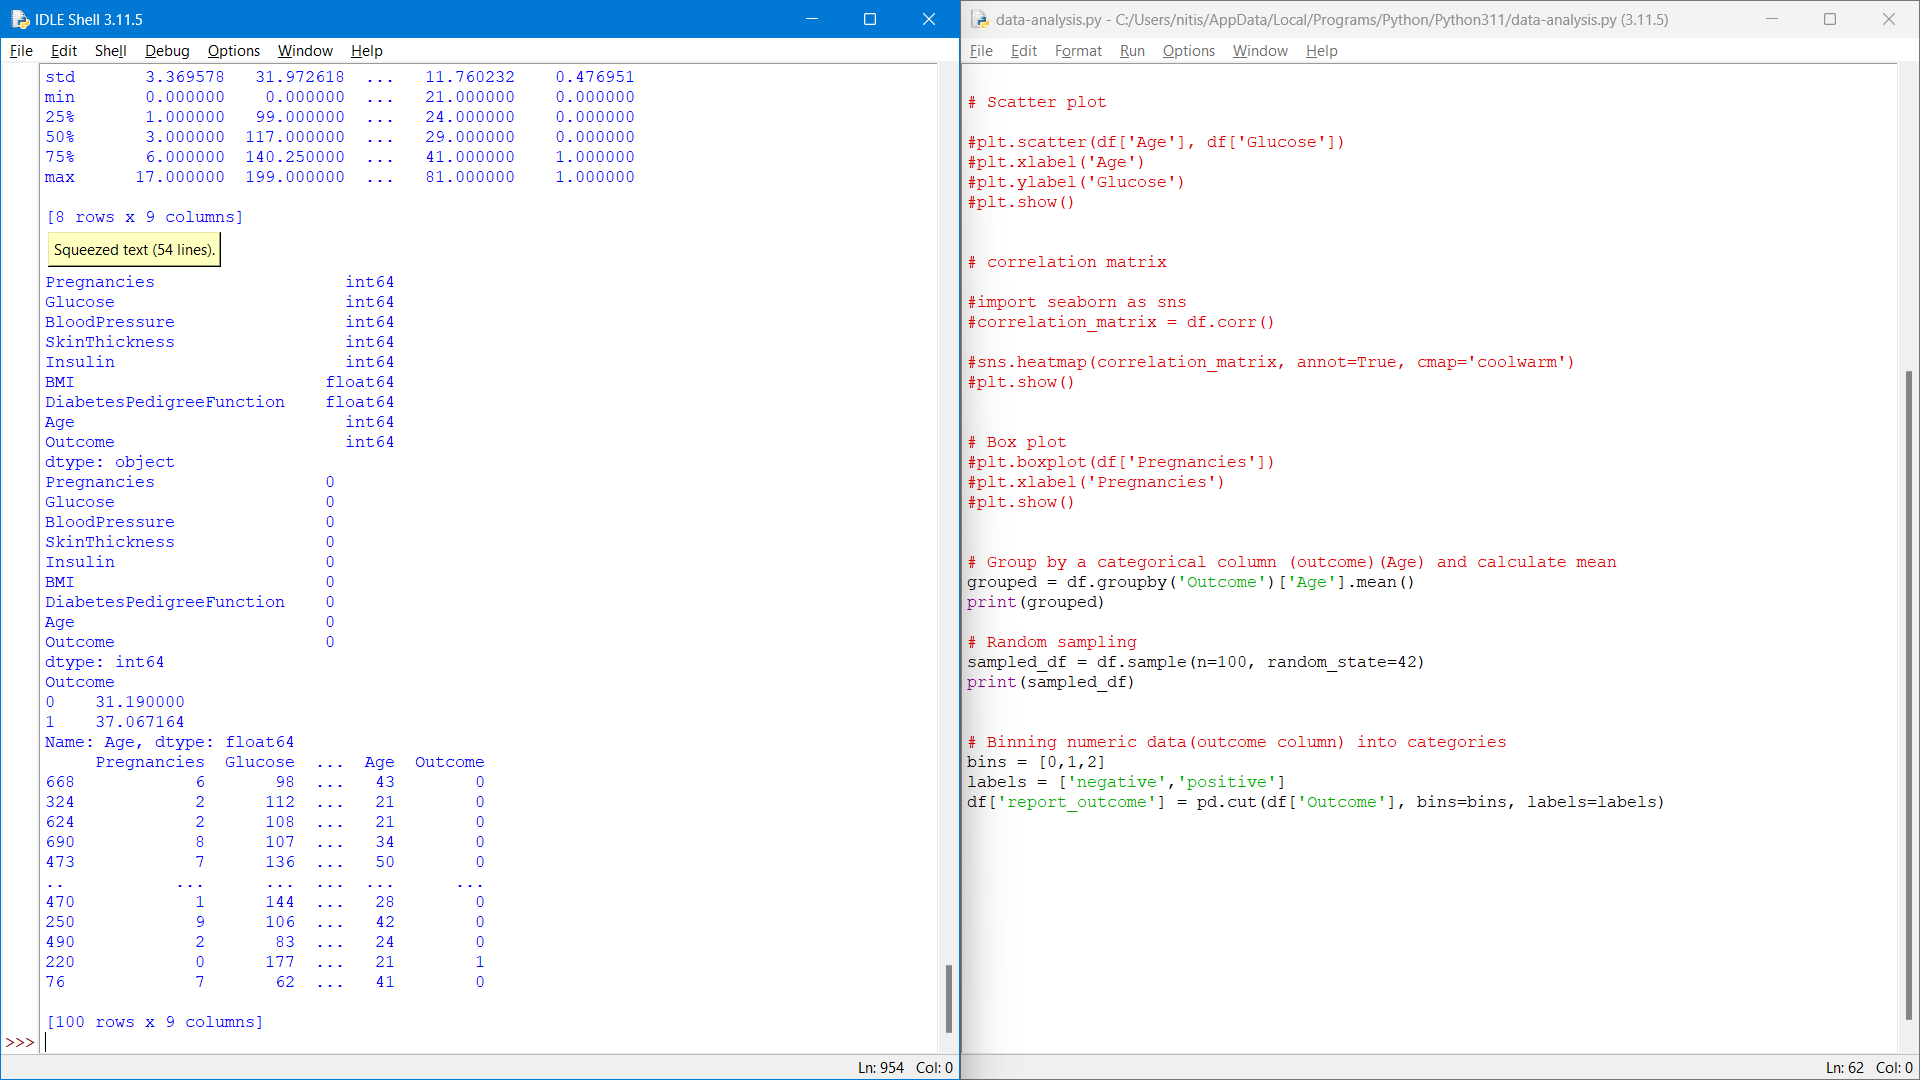 IDLE Shell 3.11.5
File Edit Shell Debug Options Window Help
std 3.369578 31.972618 ... 11.760232 0.476951
min 0.000000 0.000000 ... 21.000000 0.000000
25% 1.000000 99.000000 ... 24.000000 0.000000
50% 3.000000 117.000000 ... 29.000000 0.000000
75% 6.000000 140.250000 ... 41.000000 1.000000
max 17.000000 199.000000 ... 81.000000 1.000000
[8 rows x 9 columns]
Squeezed text (54 lines).
Pregnancies int64
Glucose int64
BloodPressure int64
SkinThickness int64
Insulin int64
BMI float64
DiabetesPedigreeFunction float64
Age int64
Outcome int64
dtype: object
Pregnancies 0
Glucose 0
BloodPressure 0
SkinThickness 0
Insulin 0
BMI 0
DiabetesPedigreeFunction 0
Age 0
Outcome 0
dtype: int64
Outcome
0 31.190000
1 37.067164
Name: Age, dtype: float64
Pregnancies Glucose ... Age Outcome
668 6 98 ... 43 0
324 2 112 ... 21 0
624 2 108 ... 21 0
690 8 107 ... 34 0
473 7 136 ... 50 0
.. ... ... ... ... ...
470 1 144 ... 28 0
250 9 106 ... 42 0
490 2 83 ... 24 0
220 0 177 ... 21 1
76 7 62 ... 41 0
[100 rows x 9 columns]
>>>
Ln: 954 Col: 0
data-analysis.py - C:/Users/nitis/AppData/Local/Programs/Python/Python311/data-analysis.py (3.11.5)
File Edit Format Run Options Window Help
# Scatter plot
#plt.scatter(df['Age'], df['Glucose'])
#plt.xlabel('Age')
#plt.ylabel('Glucose')
#plt.show()
# correlation matrix
#import seaborn as sns
#correlation_matrix = df.corr()
#sns.heatmap(correlation_matrix, annot=True, cmap='coolwarm')
#plt.show()
# Box plot
#plt.boxplot(df['Pregnancies'])
#plt.xlabel('Pregnancies')
#plt.show()
# Group by a categorical column (outcome)(Age) and calculate mean
grouped = df.groupby('Outcome')['Age'].mean()
print(grouped)
# Random sampling
sampled_df = df.sample(n=100, random_state=42)
print(sampled_df)
# Binning numeric data(outcome column) into categories
bins = [0,1,2]
labels = ['negative','positive']
df['report_outcome'] = pd.cut(df['Outcome'], bins=bins, labels=labels)
Ln: 62 Col: 0